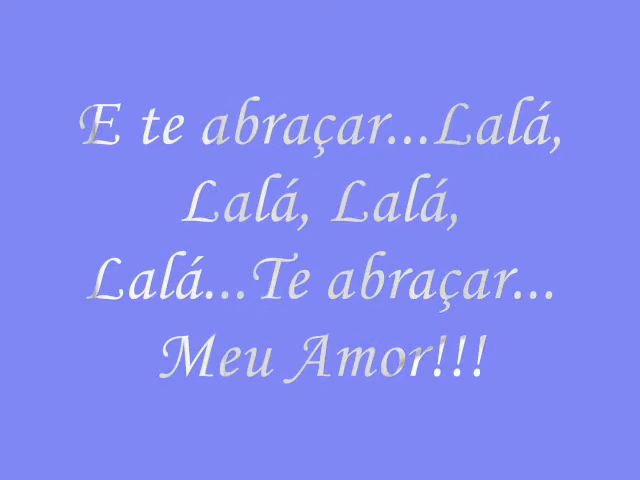 E te abraçar...Lalá,
Lalá, Lalá,
Lalá...Te abraçar...
Meu Amor!!!